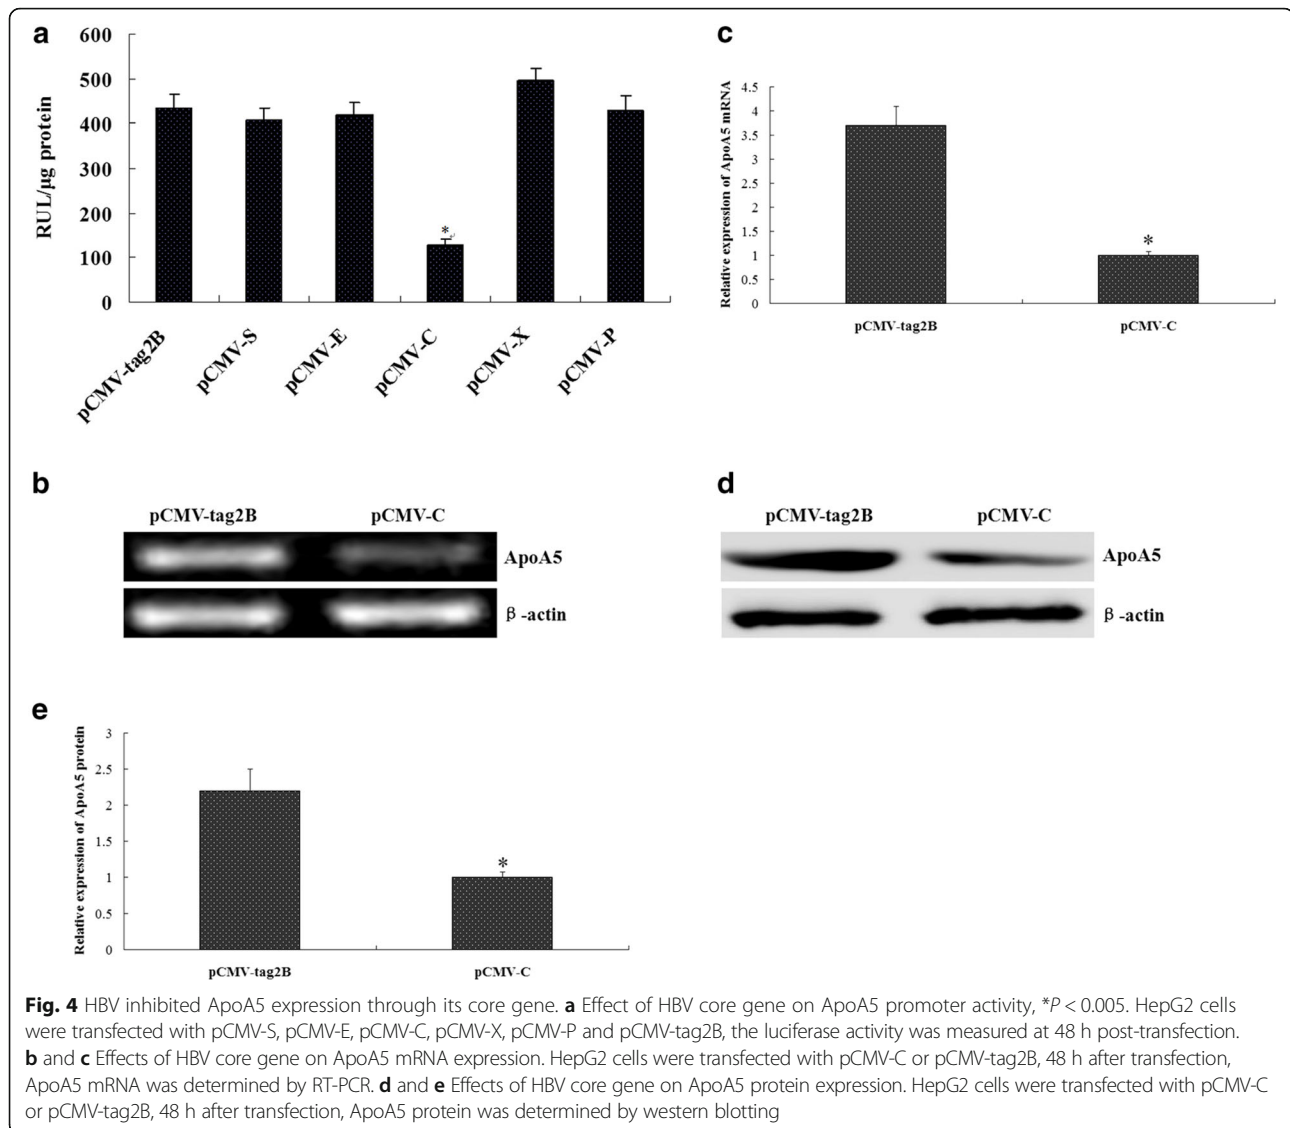 a
600
500
400
300
200
100
0
RUL/μg protein
*
pCMV-tag2B
pCMV-S
pCMV-E
pCMV-C
pCMV-X
pCMV-P
c
4.5
4
3.5
3
2.5
2
1.5
1
0.5
0
Relative expression of ApoA5 mRNA
*
pCMV-tag2B
pCMV-C
b
pCMV-tag2B pCMV-C
ApoA5
β-actin
d
pCMV-tag2B pCMV-C
ApoA5
β-actin
e
3
2.5
2
1.5
1
0.5
0
Relative expression of ApoA5 protein
*
pCMV-tag2B
pCMV-C
Fig. 4 HBV inhibited ApoA5 expression through its core gene. a Effect of HBV core gene on ApoA5 promoter activity, *P < 0.005. HepG2 cells
were transfected with pCMV-S, pCMV-E, pCMV-C, pCMV-X, pCMV-P and pCMV-tag2B, the luciferase activity was measured at 48 h post-transfection.
b and c Effects of HBV core gene on ApoA5 mRNA expression. HepG2 cells were transfected with pCMV-C or pCMV-tag2B, 48 h after transfection,
ApoA5 mRNA was determined by RT-PCR. d and e Effects of HBV core gene on ApoA5 protein expression. HepG2 cells were transfected with pCMV-C
or pCMV-tag2B, 48 h after transfection, ApoA5 protein was determined by western blotting